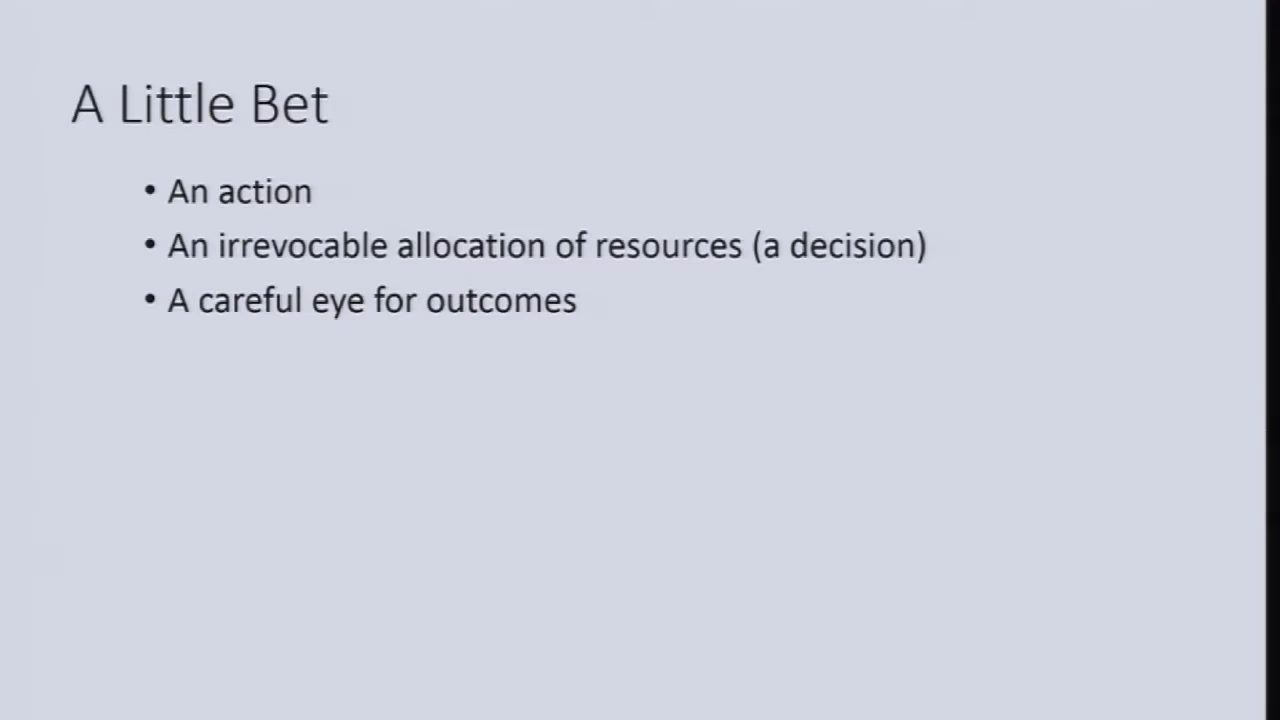 A Little Bet
• An action
• An irrevocable allocation of resources (a decision)
• A careful eye for outcomes